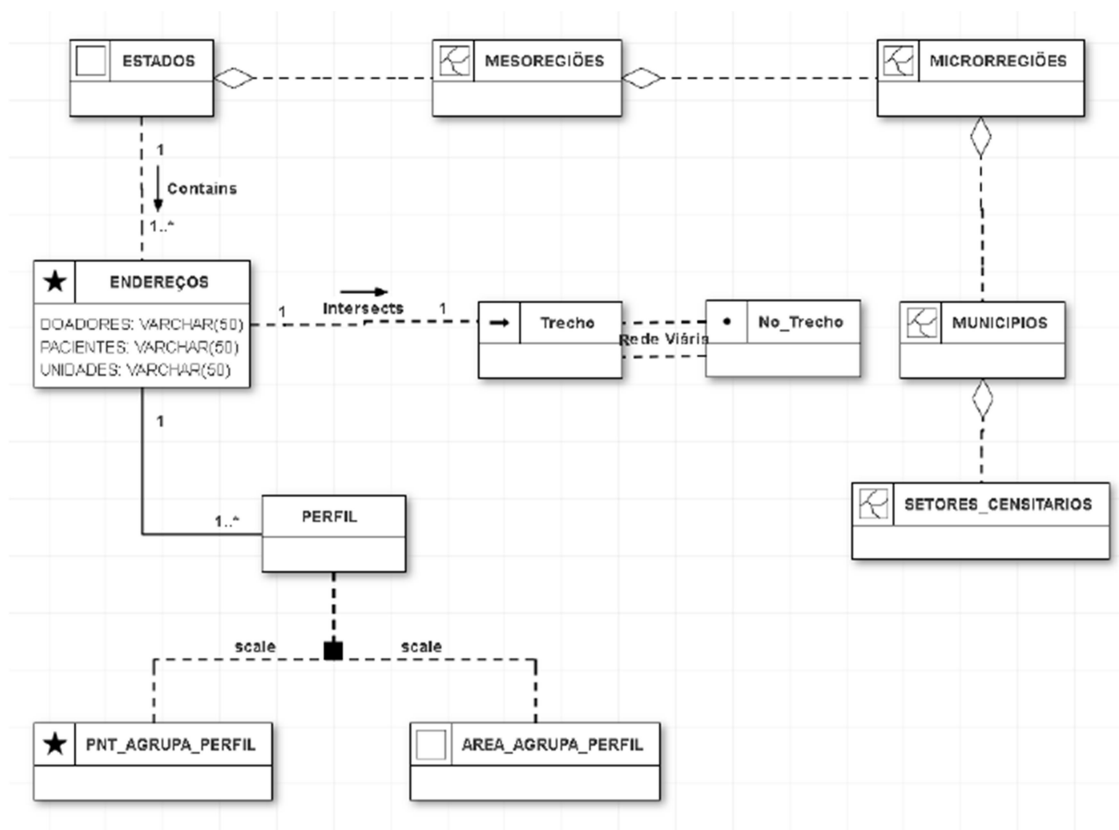 ESTADOS
MESOREGIÕES
MICRORREGIÕES
1
Contains
1..*
ENDEREÇOS
DOADORES: VARCHAR(50)
PACIENTES: VARCHAR(50)
UNIDADES: VARCHAR(50)
1
Intersects
1
Trecho
Rede Viária
No_Trecho
MUNICIPIOS
1
1..*
PERFIL
SETORES_CENSITARIOS
scale
scale
PNT_AGRUPA_PERFIL
AREA_AGRUPA_PERFIL